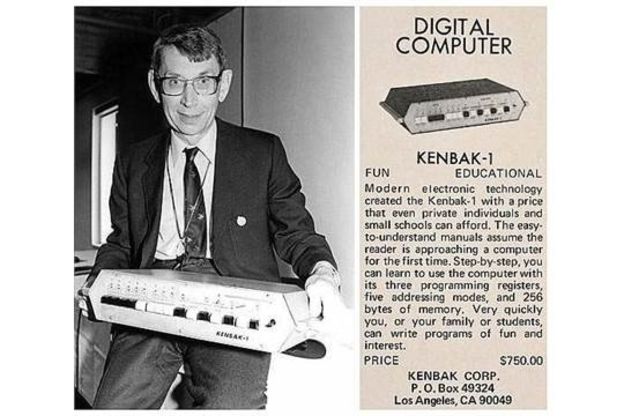 KENBAK-1
DIGITAL
COMPUTER
KENBAK-1
FUN EDUCATIONAL
Modern electronic technology
created the Kenbak-1 with a price
that even private individuals and
small schools can afford. The easy-
to-understand manuals assume the
reader is approaching a computer
for the first time. Step-by-step, you
can learn to use the computer with
its three programming registers,
five addressing modes, and 256
bytes of memory. Very quickly
you, or your family or students,
can write programs of fun and
interest.
PRICE $750.00
KENBAK CORP.
P. O. Box 49324
Los Angeles, CA 90049